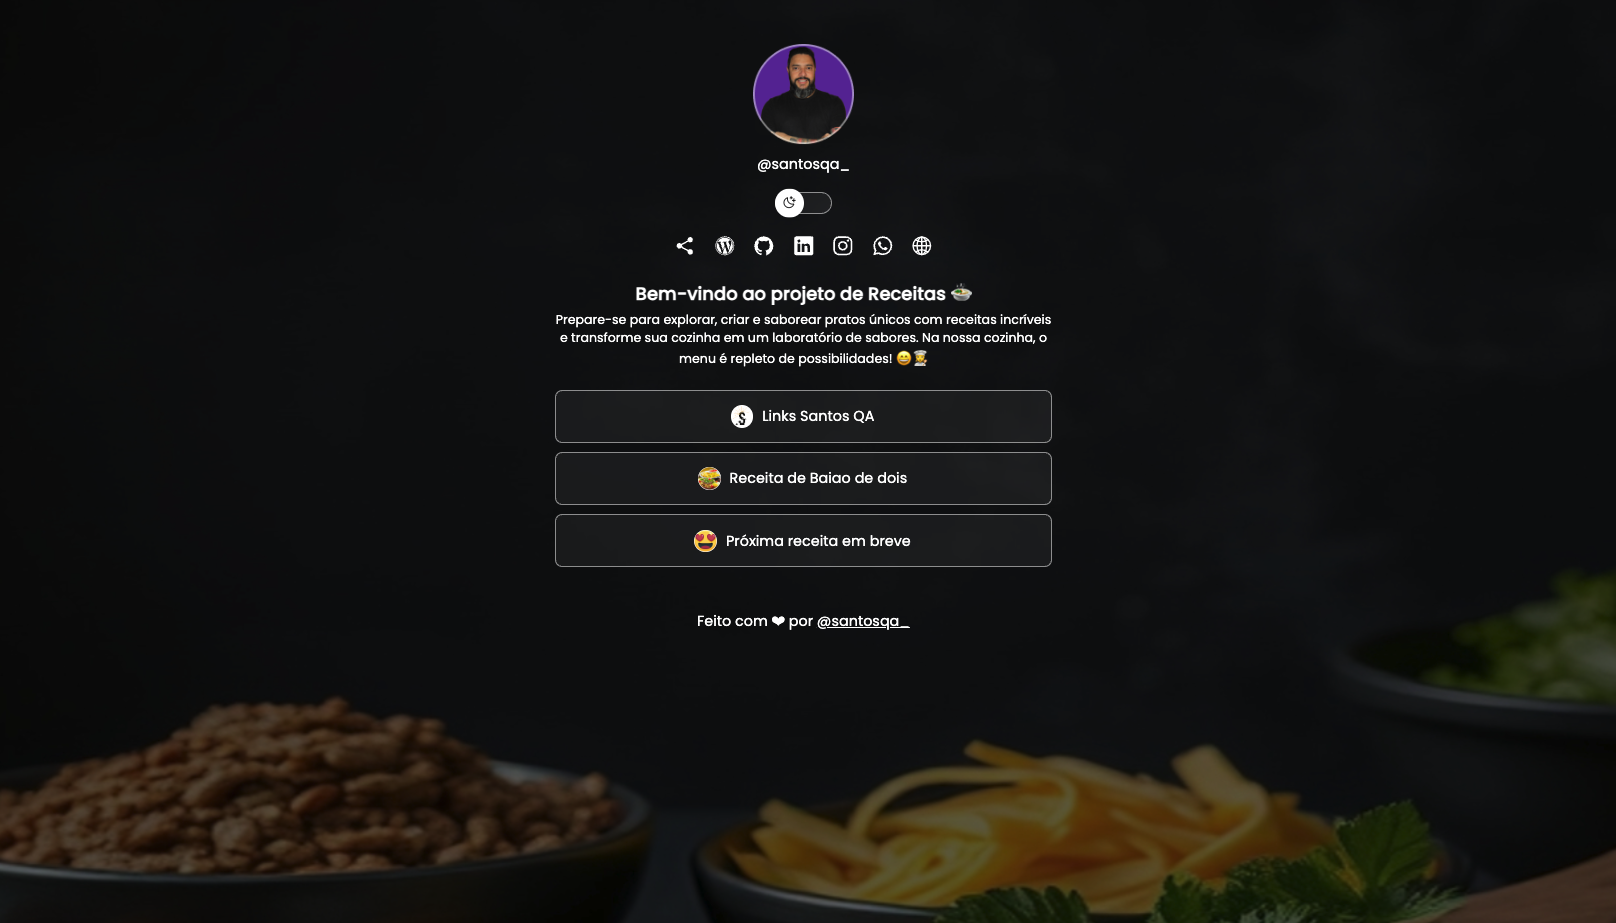 @santosqa_
Bem-vindo ao projeto de Receitas 🍲
Prepare-se para explorar, criar e saborear pratos únicos com receitas incríveis
e transforme sua cozinha em um laboratório de sabores. Na nossa cozinha, o
menu é repleto de possibilidades! 😄👩‍🍳
Links Santos QA
Receita de Baiao de dois
Próxima receita em breve
Feito com ❤ por @santosqa_